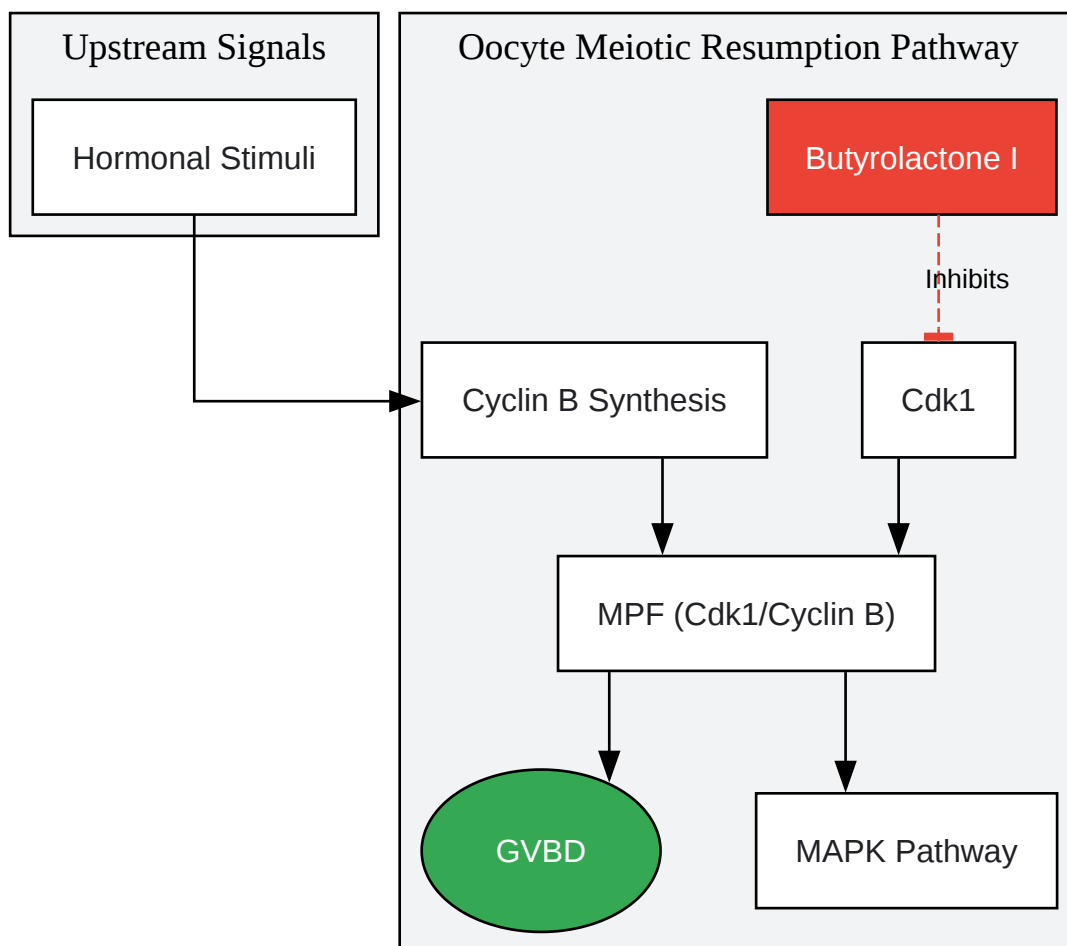 Upstream Signals
Oocyte Meiotic Resumption Pathway
Hormonal Stimuli
Butyrolactone I
Inhibits
Cyclin B Synthesis
Cdk1
MPF (Cdk1/Cyclin B)
GVBD
MAPK Pathway